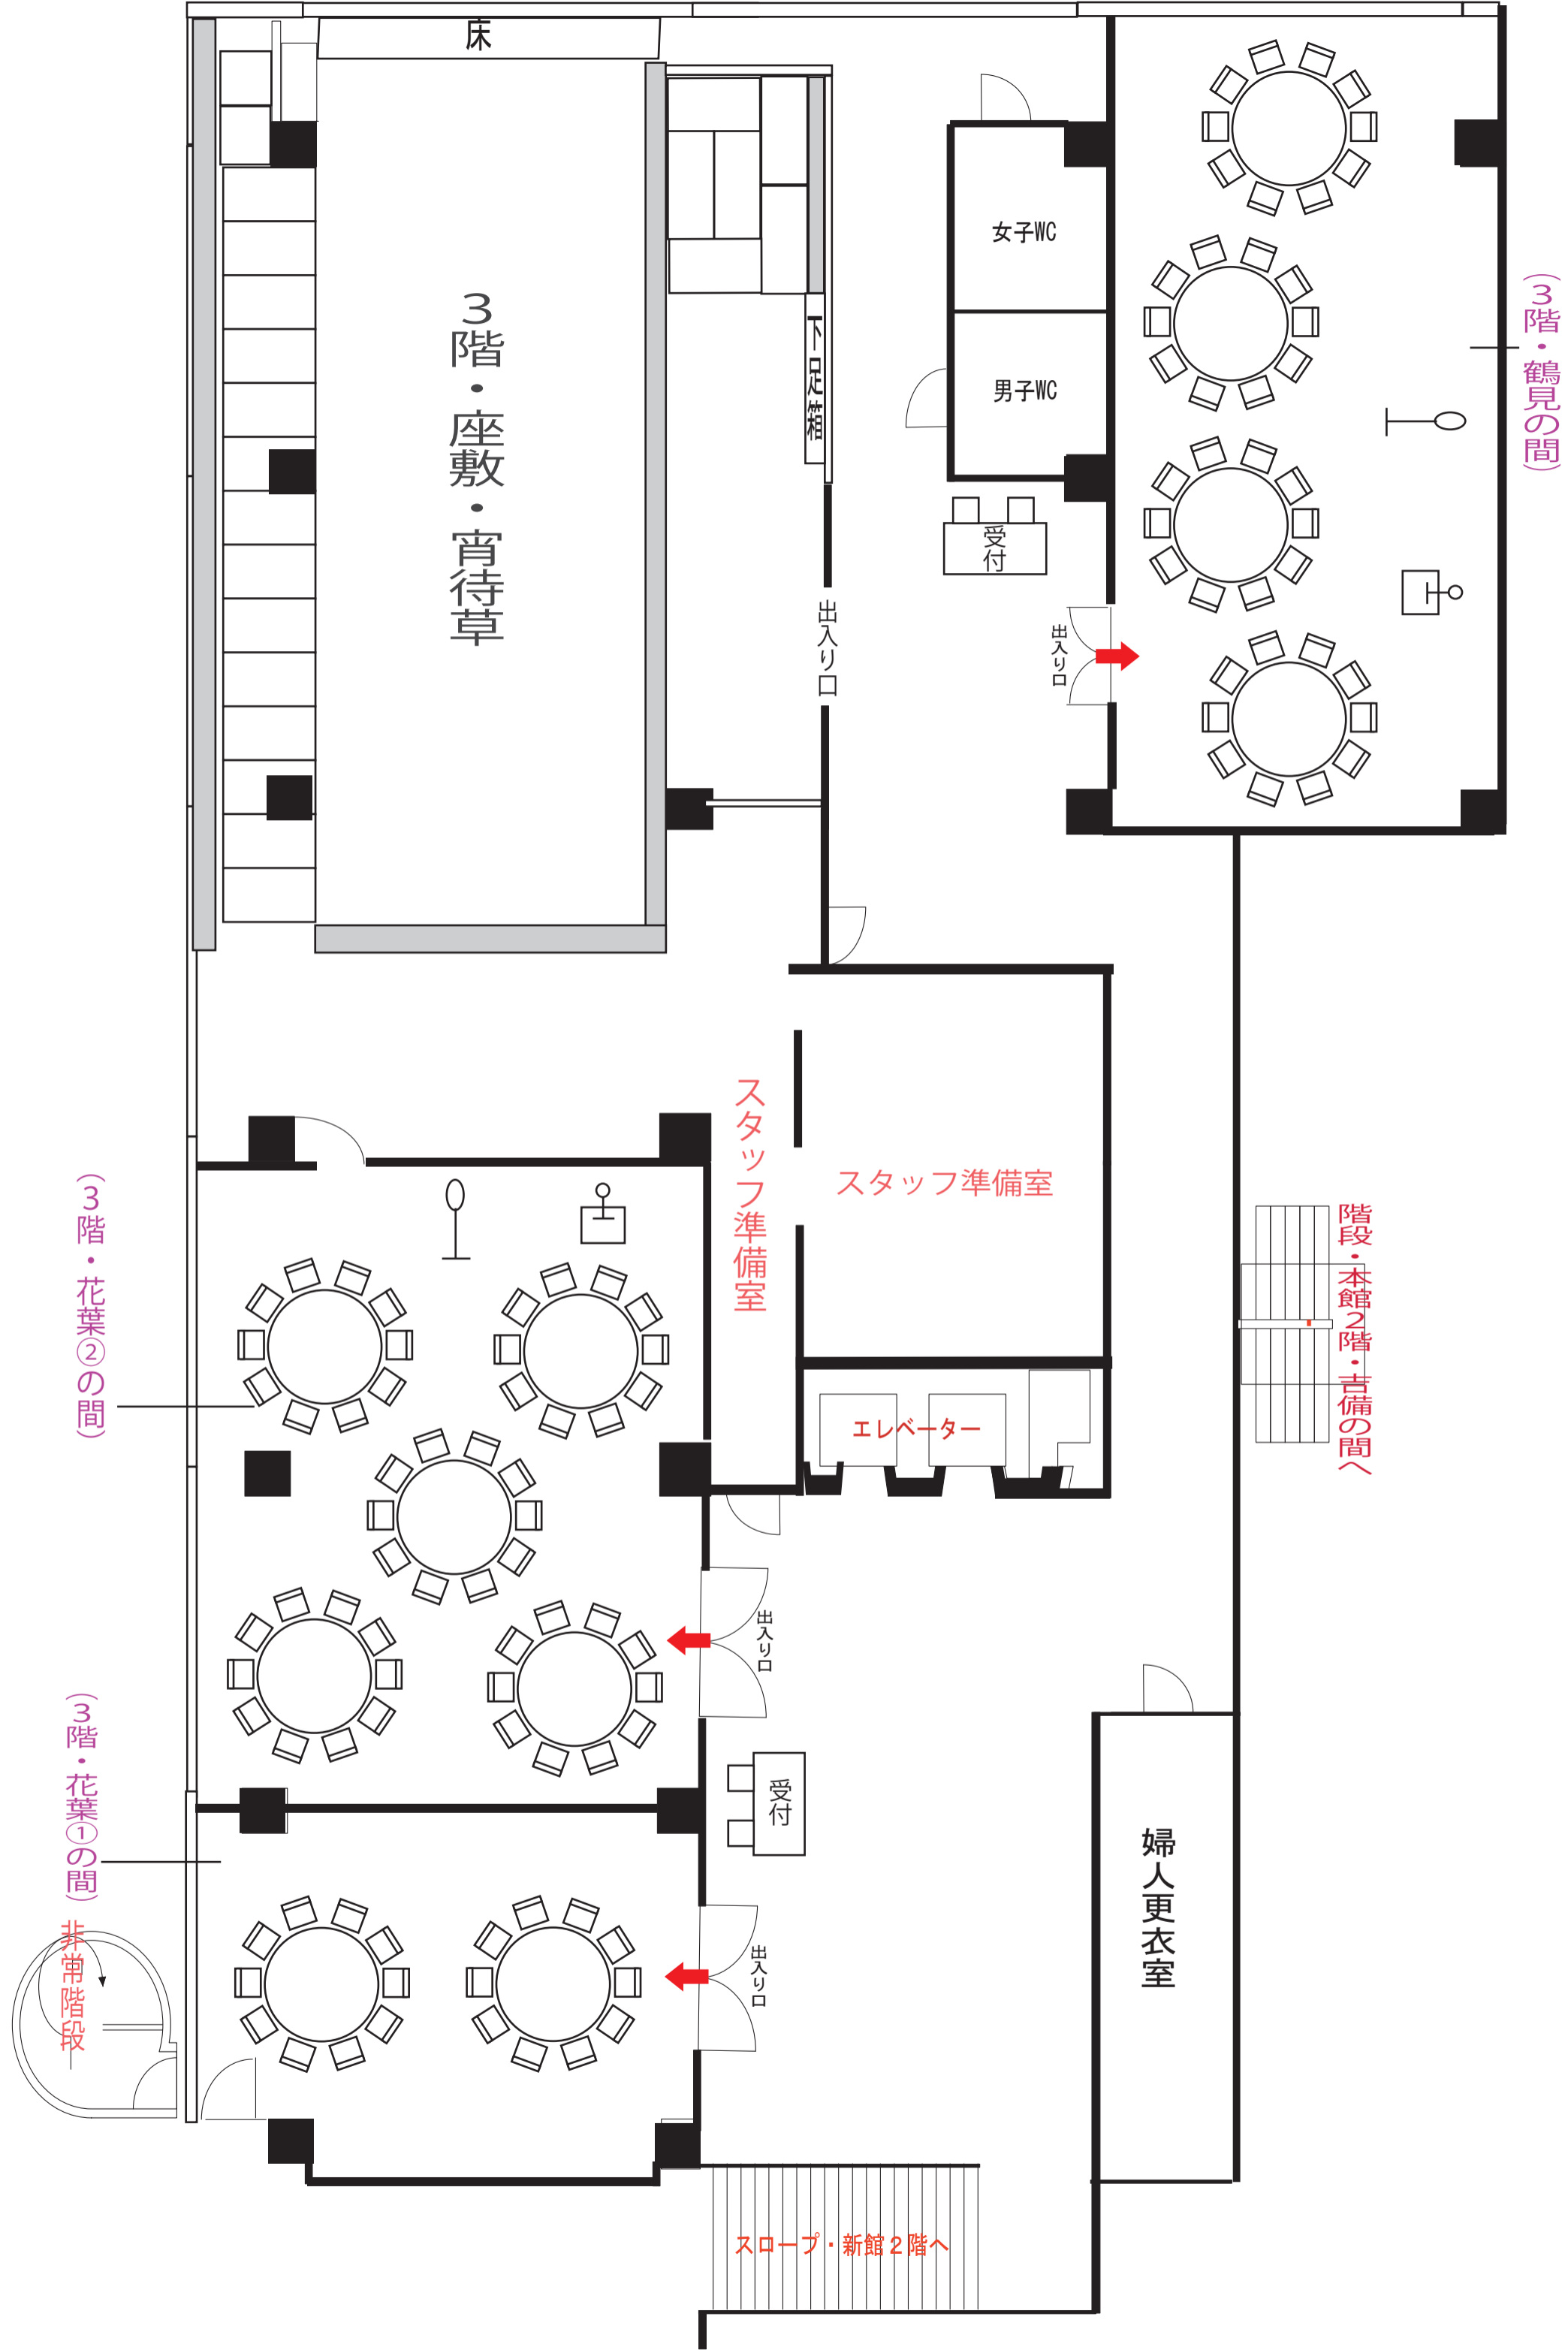 床
3階・座敷・宵待草
下足箱
女子WC
男子WC
受付
出入り口
出入り口
（3階・鶴見の間）
スタッフ準備室
スタッフ準備室
エレベーター
階段・本館２階・吉備の間へ
（3階・花葉②の間）
出入り口
受付
（3階・花葉①の間）
出入り口
非常階段
婦人更衣室
スロープ・新館２階へ